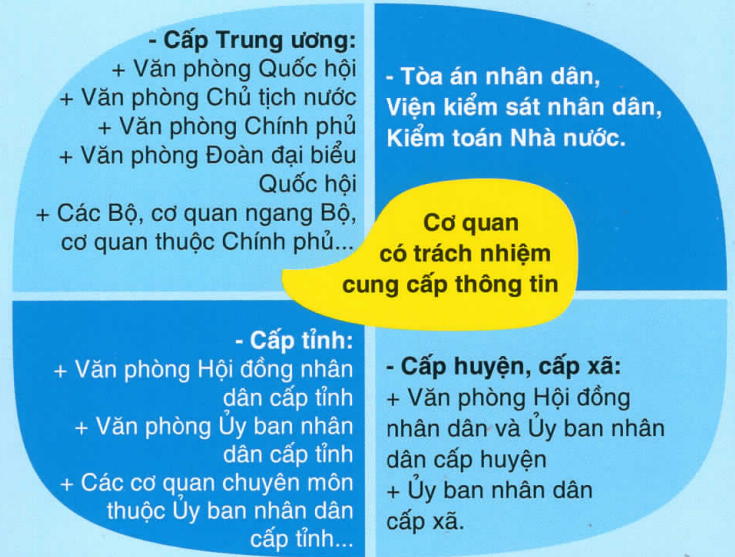 - Cấp Trung ương:
+ Văn phòng Quốc hội
+ Văn phòng Chủ tịch nước
+ Văn phòng Chính phủ
+ Văn phòng Đoàn đại biểu
Quốc hội
+ Các Bộ, cơ quan ngang Bộ,
cơ quan thuộc Chính phủ...
- Tòa án nhân dân,
Viện kiểm sát nhân dân,
Kiểm toán Nhà nước.
Cơ quan
có trách nhiệm
cung cấp thông tin
- Cấp tỉnh:
+ Văn phòng Hội đồng nhân
dân cấp tỉnh
+ Văn phòng Ủy ban nhân
dân cấp tỉnh
+ Các cơ quan chuyên môn
thuộc Ủy ban nhân dân
cấp tỉnh...
- Cấp huyện, cấp xã:
+ Văn phòng Hội đồng
nhân dân và Ủy ban nhân
dân cấp huyện
+ Ủy ban nhân dân
cấp xã.